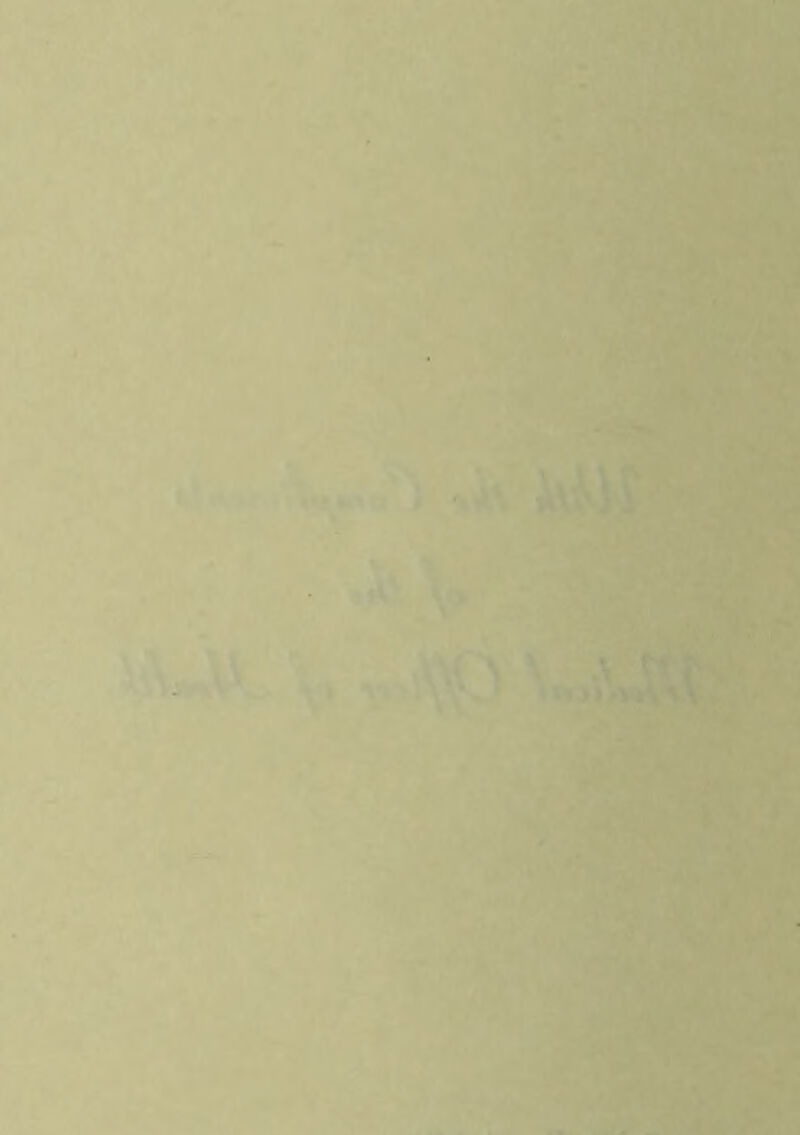 With the Compliments
of the
Medical Officer of Health